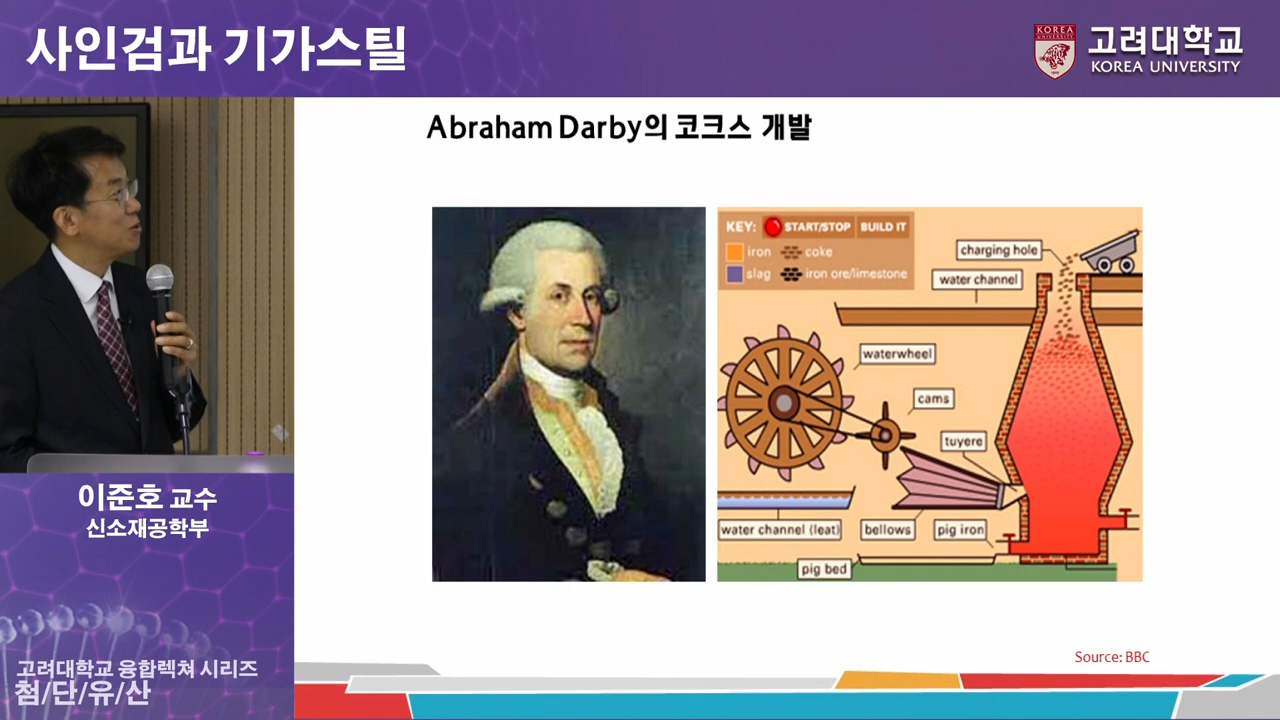 사인검과 기가스틸
KOREA
UNIVERSITY
고려대학교
KOREA UNIVERSITY
Abraham Darby의 코크스 개발
KEY: START/STOP BUILD IT
iron coke
slag iron ore/limestone
charging hole
water channel
waterwheel
cams
tuyere
water channel (leat)
bellows
pig iron
pig bed
이준호 교수
신소재공학부
Source: BBC
고려대학교 융합렉쳐 시리즈
첨/단/유/산